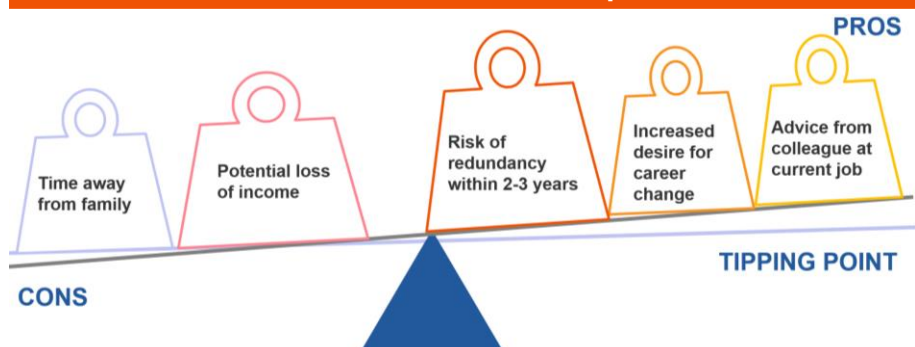 PROS
Time away
from family
Potential loss
of income
Risk of
redundancy
within 2-3 years
Increased
desire for
career
change
Advice from
colleague at
current job
TIPPING POINT
CONS